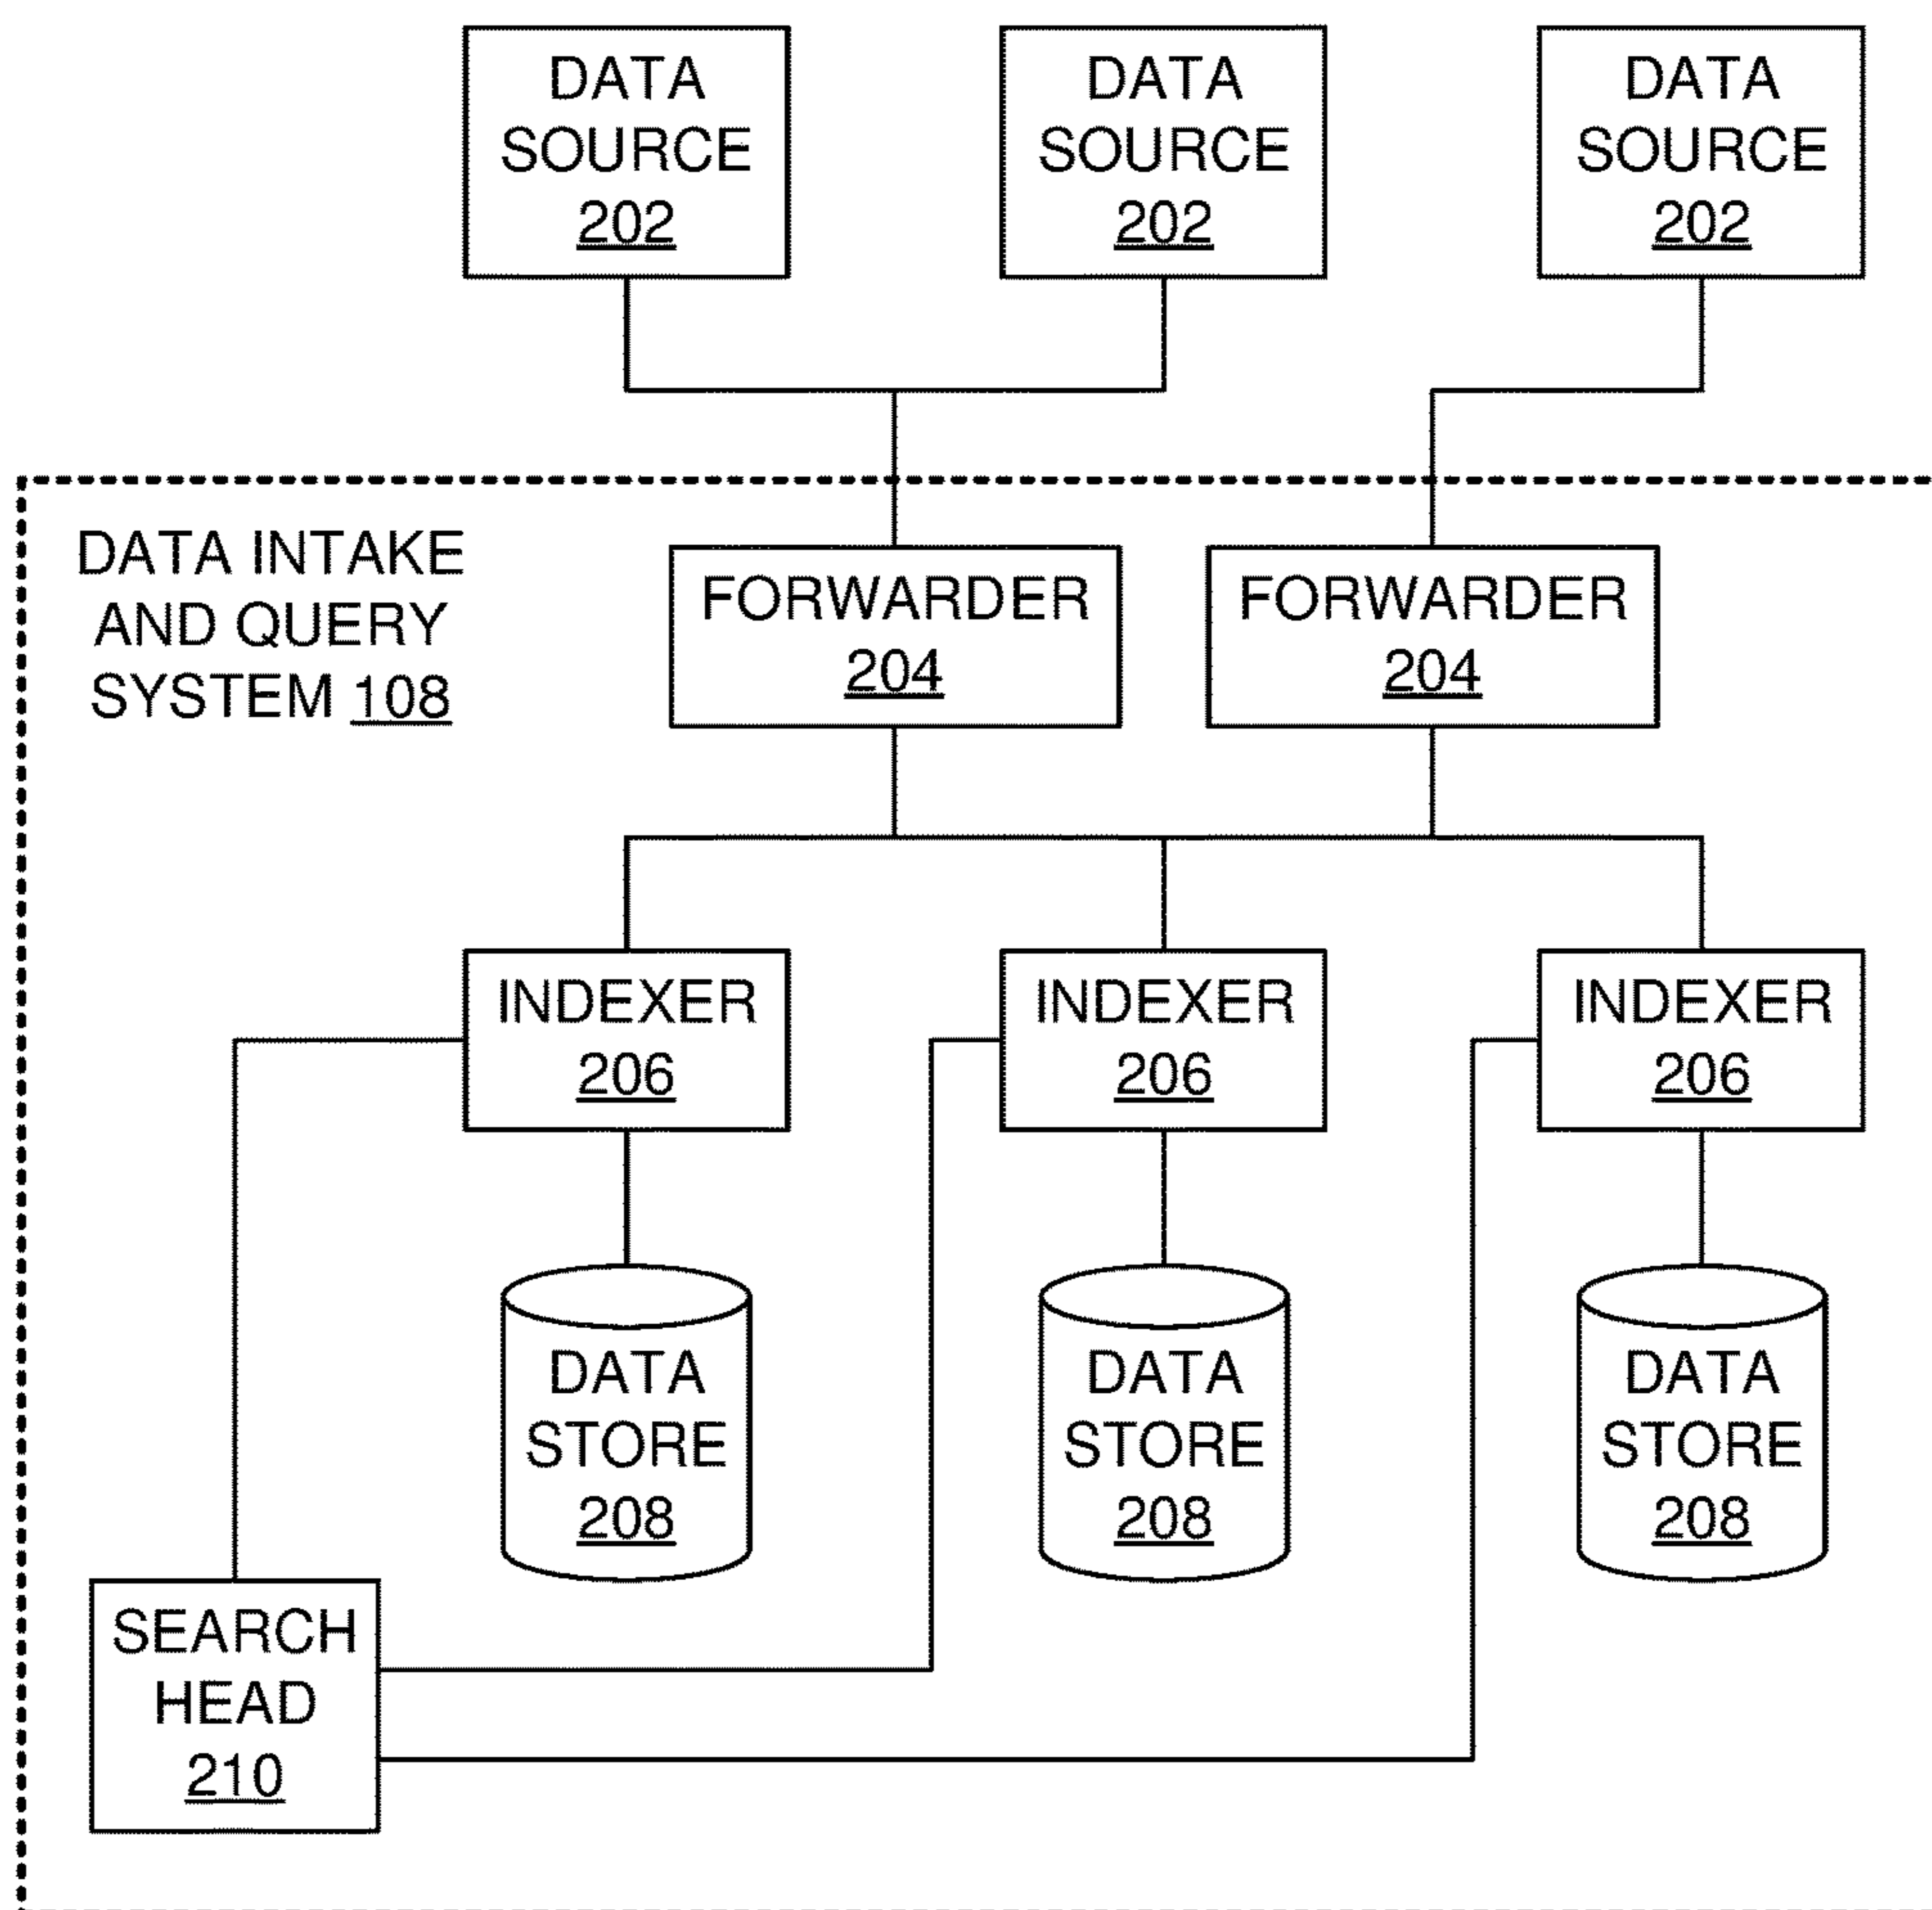 DATA
SOURCE
202
DATA
SOURCE
202
DATA
SOURCE
202
DATA INTAKE
AND QUERY
SYSTEM 108
FORWARDER
204
FORWARDER
204
INDEXER
206
INDEXER
206
INDEXER
206
DATA
STORE
208
DATA
STORE
208
DATA
STORE
208
SEARCH
HEAD
210